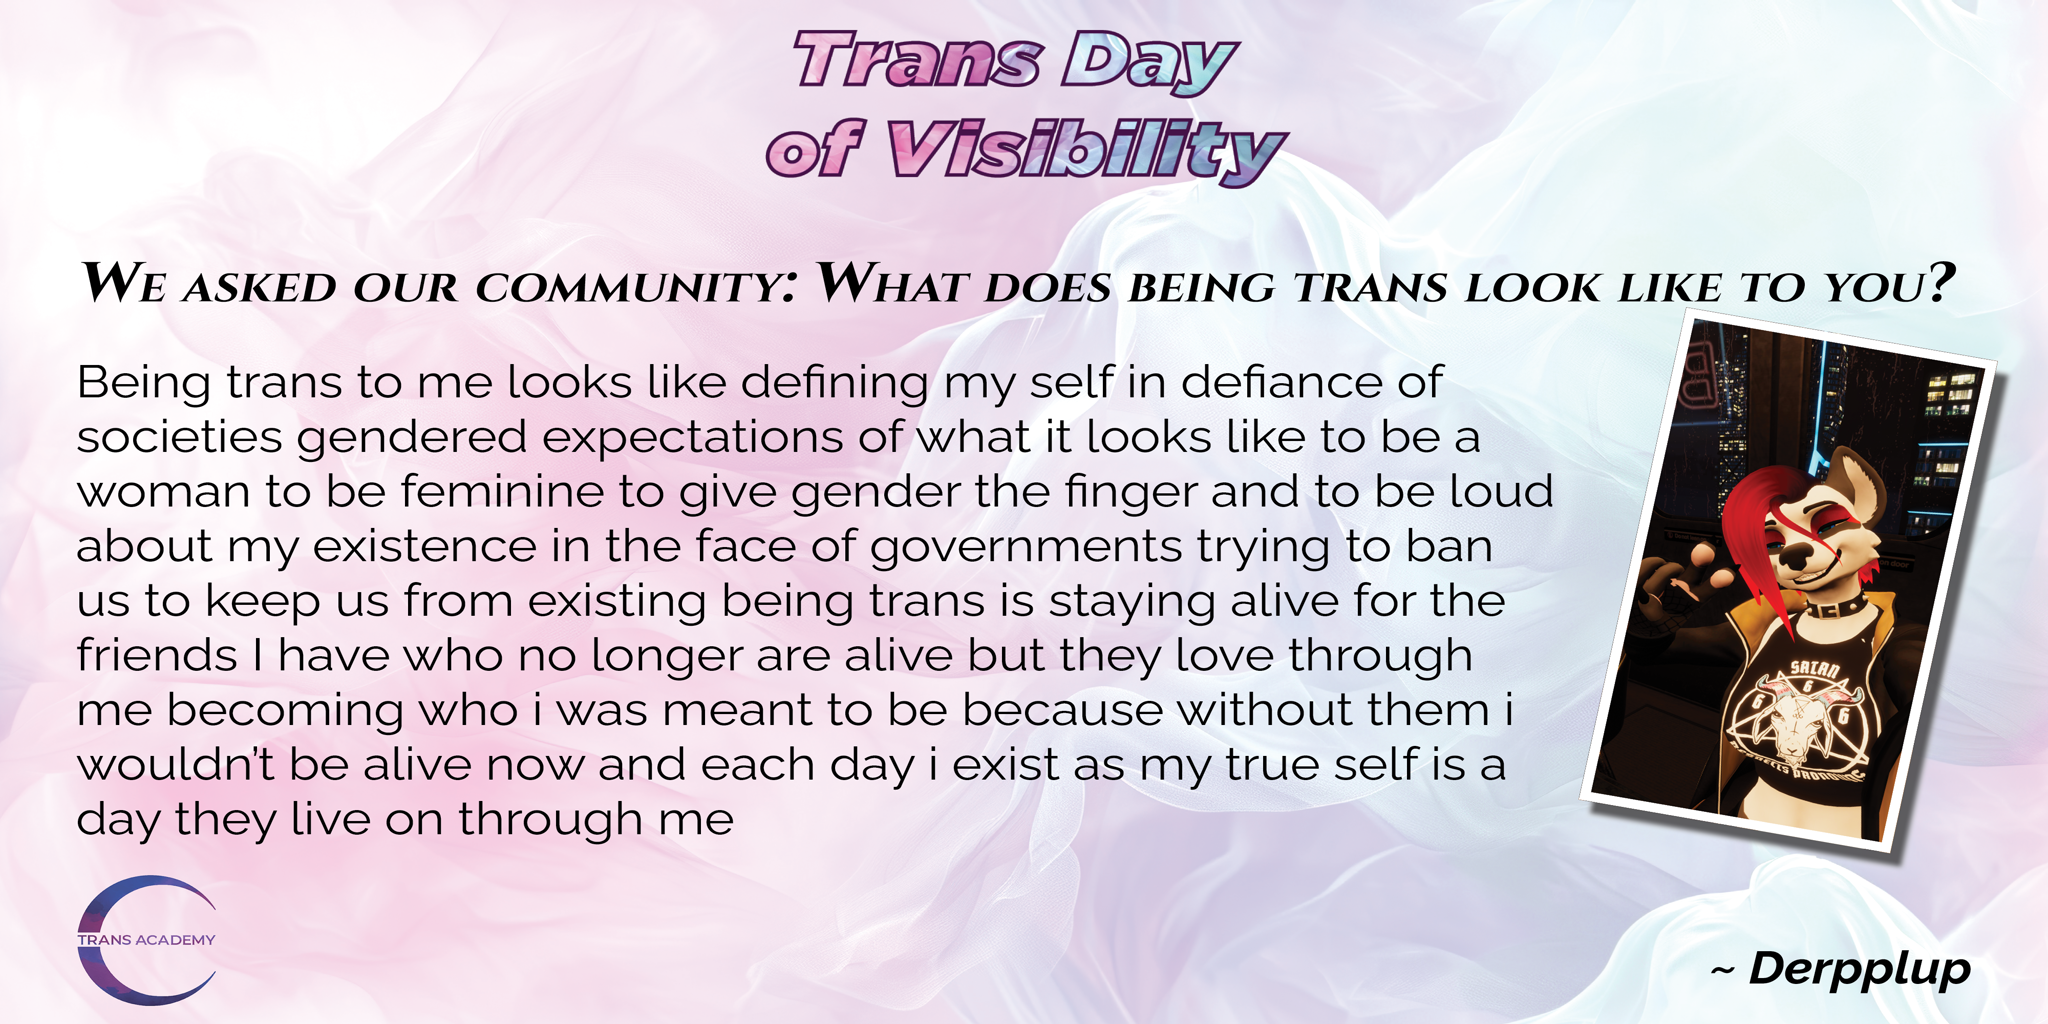 Trans Day
of Visibility
We asked our community: What does being trans look like to you?
Being trans to me looks like defining my self in defiance of
societies gendered expectations of what it looks like to be a
woman to be feminine to give gender the finger and to be loud
about my existence in the face of governments trying to ban
us to keep us from existing being trans is staying alive for the
friends I have who no longer are alive but they love through
me becoming who i was meant to be because without them i
wouldn't be alive now and each day i exist as my true self is a
day they live on through me
SATAN
6
6 6
PRONOUNS
TRANS ACADEMY
~ Derpplup